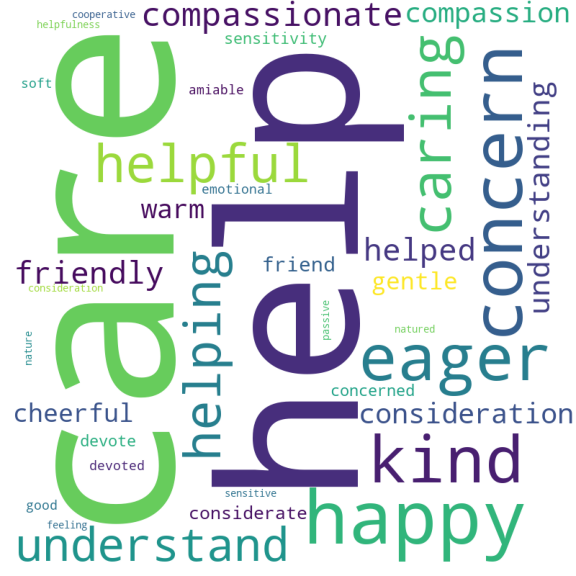 cooperative
compassionate
compassion
helpfulness
sensitivity
care
help
caring
concern
understanding
soft
amiable
helpful
emotional
warm
helped
friendly
helping
friend
gentle
consideration
passive
natured
nature
eager
concerned
cheerful
consideration
devote
kind
devoted
sensitive
happy
good
considerate
feeling
understand